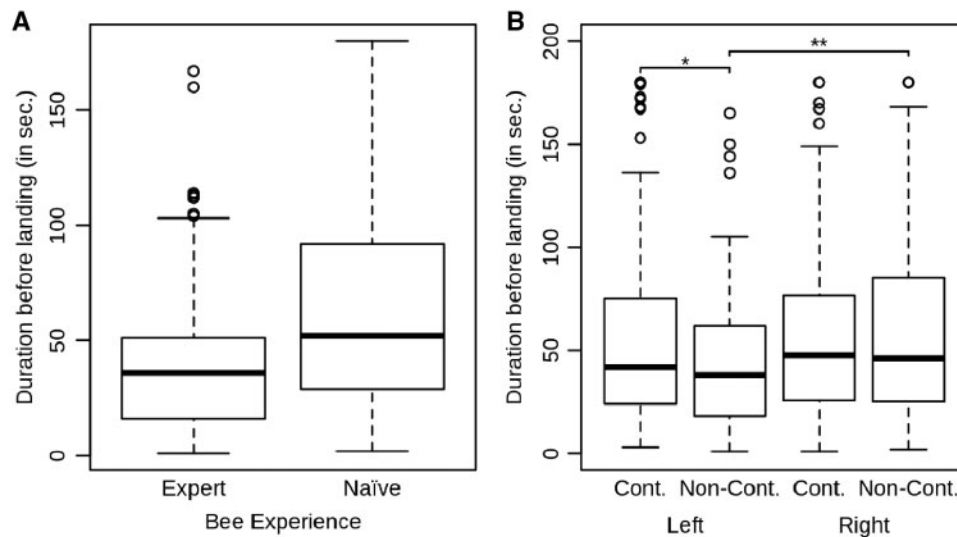 A
Duration before landing (in sec.)
150
100
50
0
Expert Naïve
Bee Experience
B
Duration before landing (in sec.)
200
150
100
50
0
* **
Cont. Non-Cont. Cont. Non-Cont.
Left Right